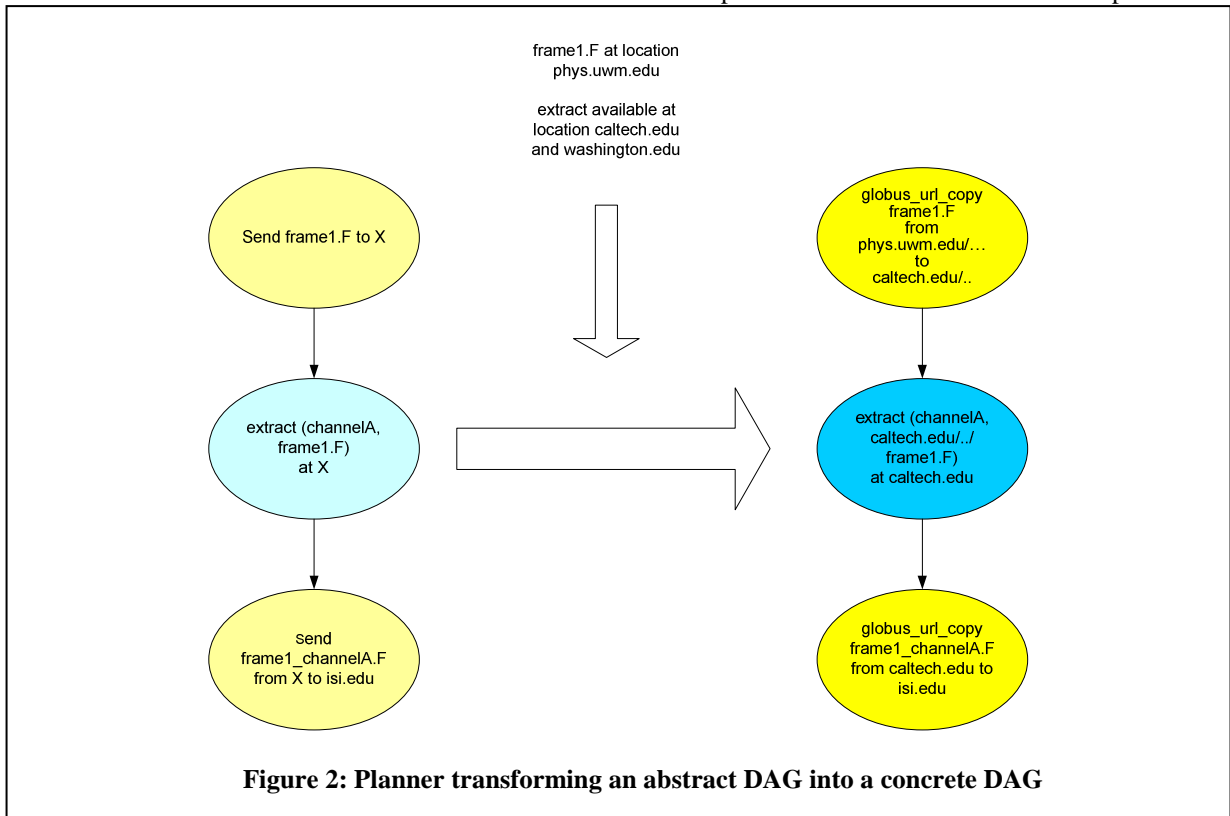 frame1.F at location
phys.uwm.edu
extract available at
location caltech.edu
and washington.edu
Send frame1.F to X
extract (channelA,
frame1.F)
at X
send
frame1_channelA.F
from X to isi.edu
globus_url_copy
frame1.F
from
phys.uwm.edu/…
to
caltech.edu/..
extract (channelA,
caltech.edu/../
frame1.F)
at caltech.edu
globus_url_copy
frame1_channelA.F
from caltech.edu to
isi.edu
Figure 2: Planner transforming an abstract DAG into a concrete DAG